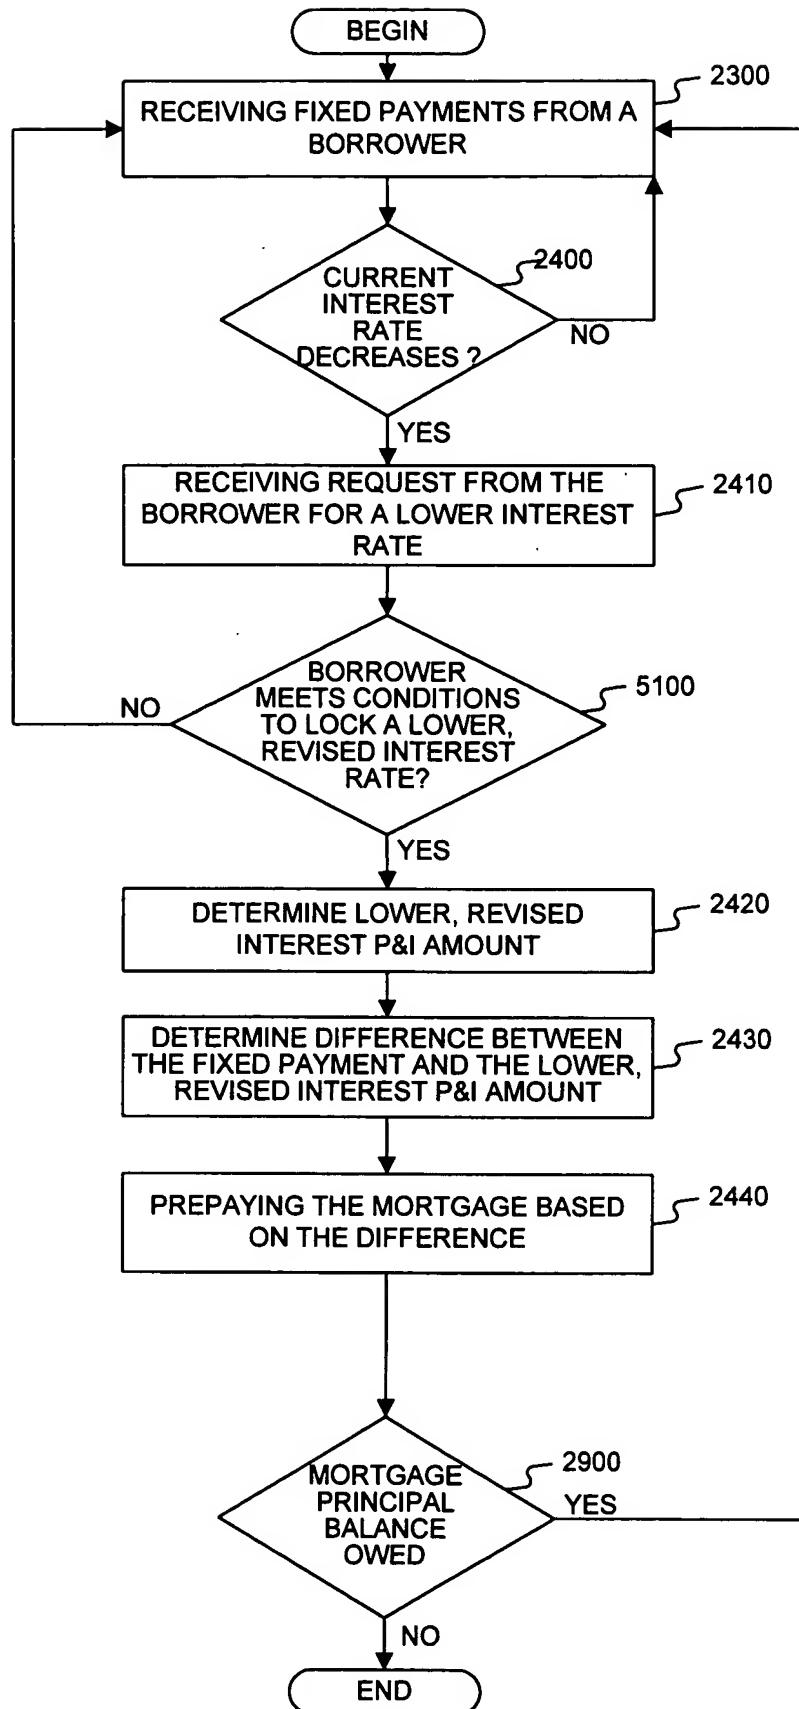 BEGIN
2300
RECEIVING FIXED PAYMENTS FROM A
BORROWER
2400
CURRENT
INTEREST
RATE
DECREASES ?
NO
YES
RECEIVING REQUEST FROM THE
BORROWER FOR A LOWER INTEREST
RATE
2410
BORROWER
MEETS CONDITIONS
TO LOCK A LOWER,
REVISED INTEREST
RATE?
5100
NO
YES
DETERMINE LOWER, REVISED
INTEREST P&I AMOUNT
2420
DETERMINE DIFFERENCE BETWEEN
THE FIXED PAYMENT AND THE LOWER,
REVISED INTEREST P&I AMOUNT
2430
PREPAYING THE MORTGAGE BASED
ON THE DIFFERENCE
2440
MORTGAGE
PRINCIPAL
BALANCE
OWED
2900
YES
NO
END